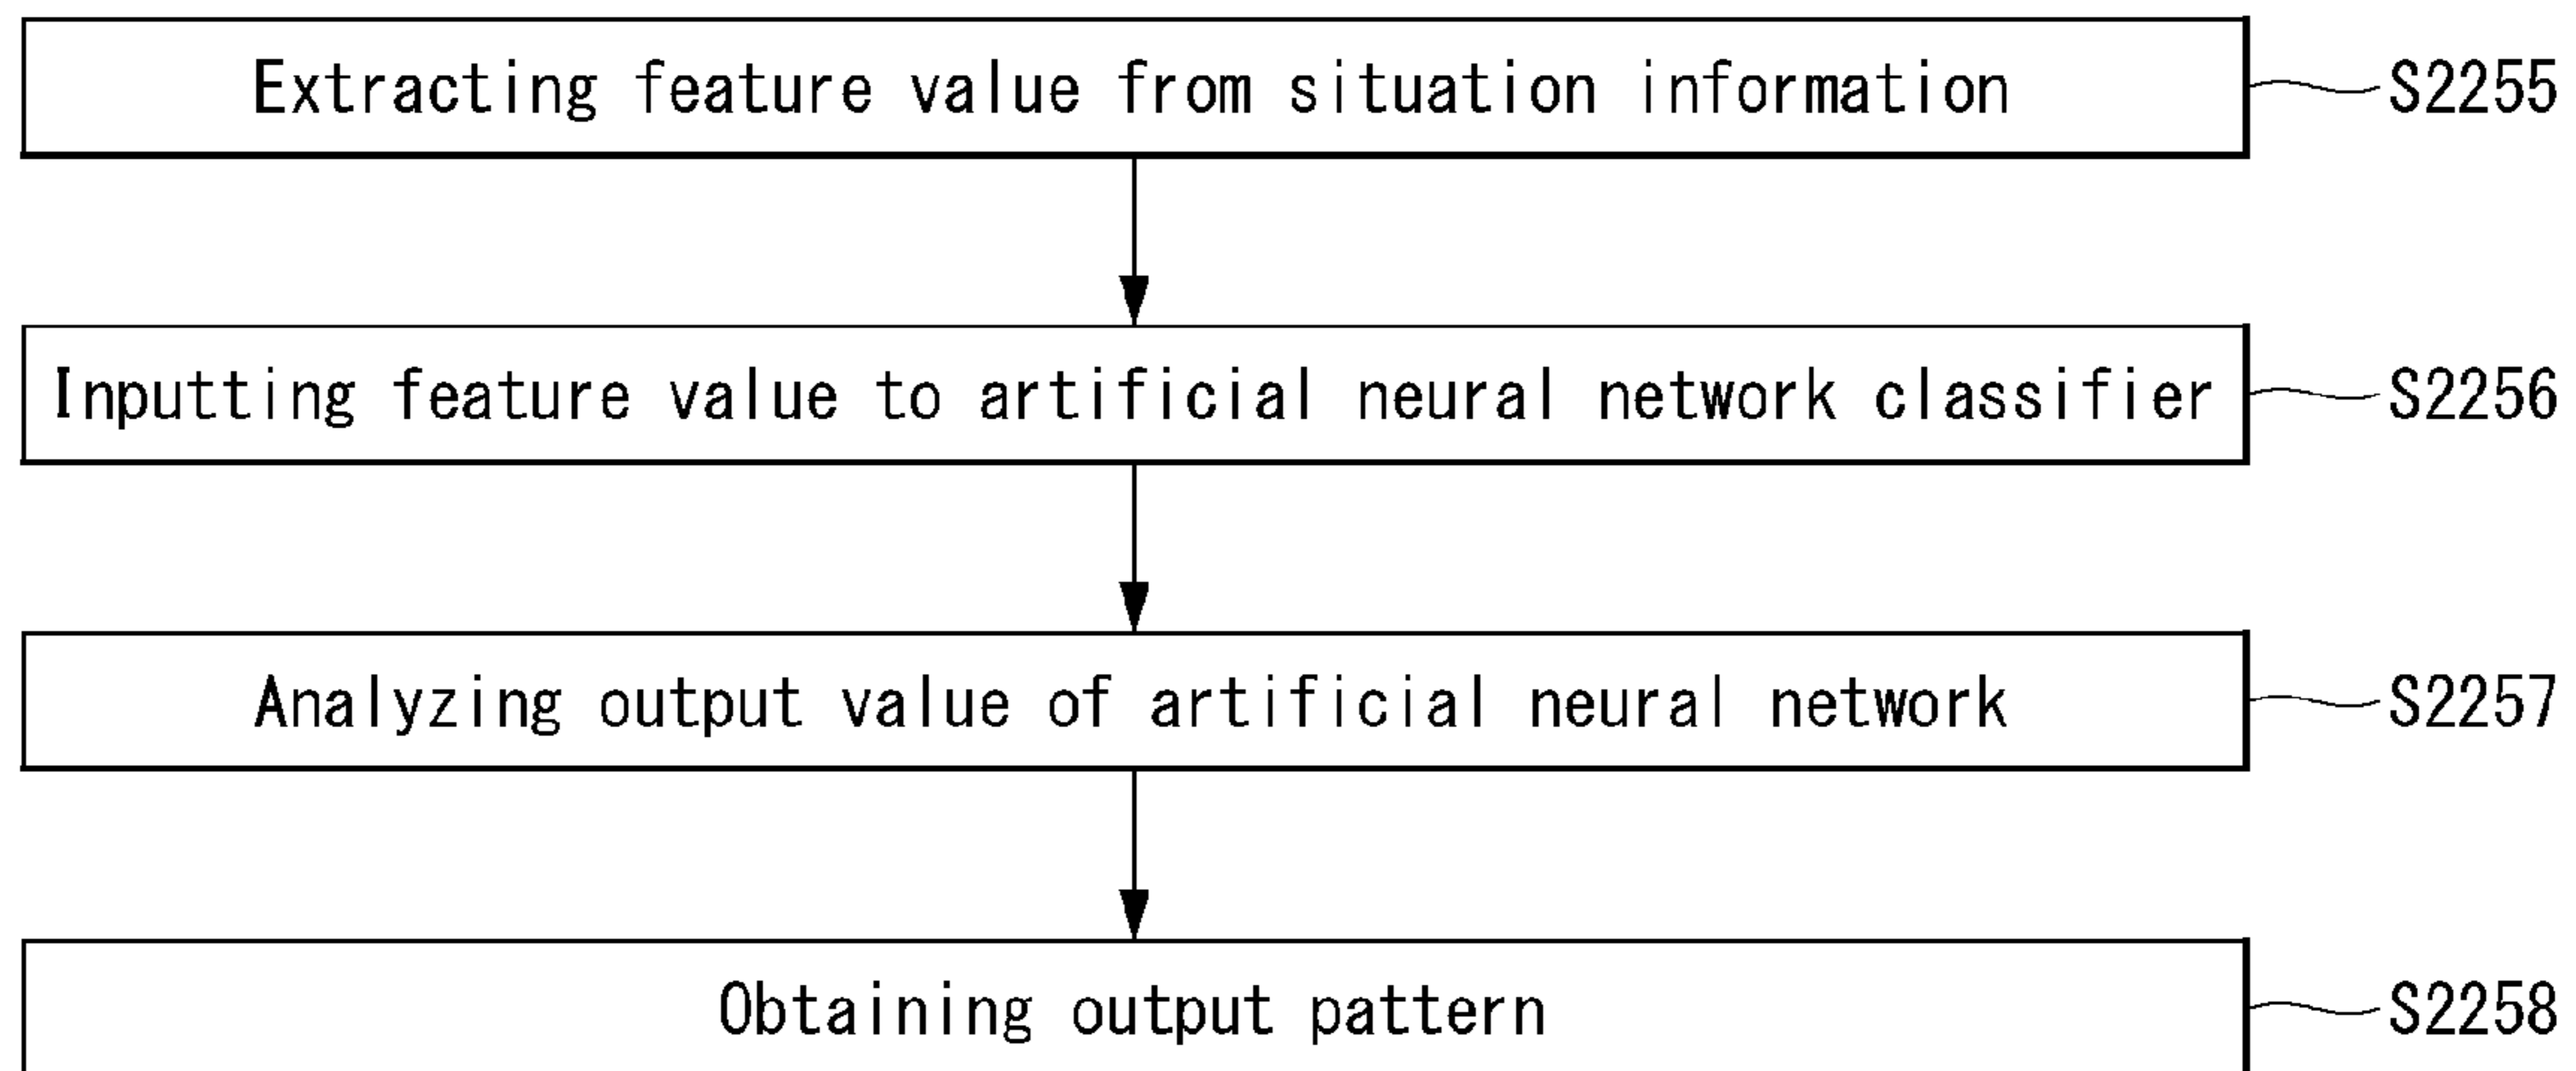 Extracting feature value from situation information S2255
Inputting feature value to artificial neural network classifier S2256
Analyzing output value of artificial neural network S2257
Obtaining output pattern S2258